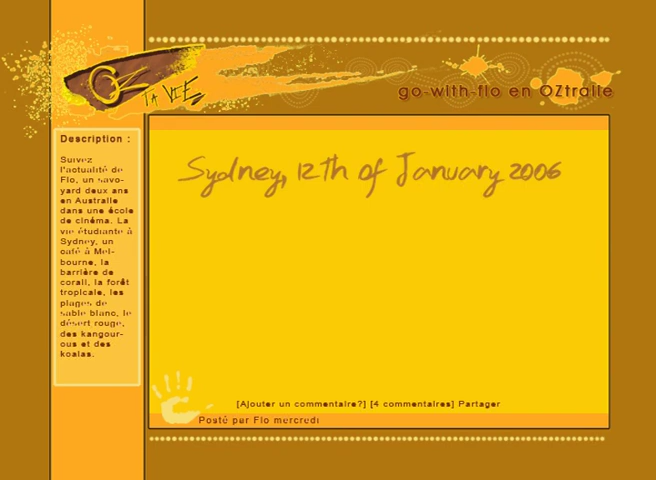 OZ
TA VIE
go-with-flo en OZtralie
Description :
Suivez
l'actualité de
Flo, un savo-
yard deux ans
en Australie
dans une école
de cinéma. La
vie étudiante à
Sydney, un
café à Mel-
bourne, la
barrière de
corail, la forêt
tropicale, les
plages de
sable blanc, le
désert rouge,
des kangour-
ous et des
koalas.
Sydney, 12th of January 2006
[Ajouter un commentaire?] [4 commentaires] Partager
Posté par Flo mercredi